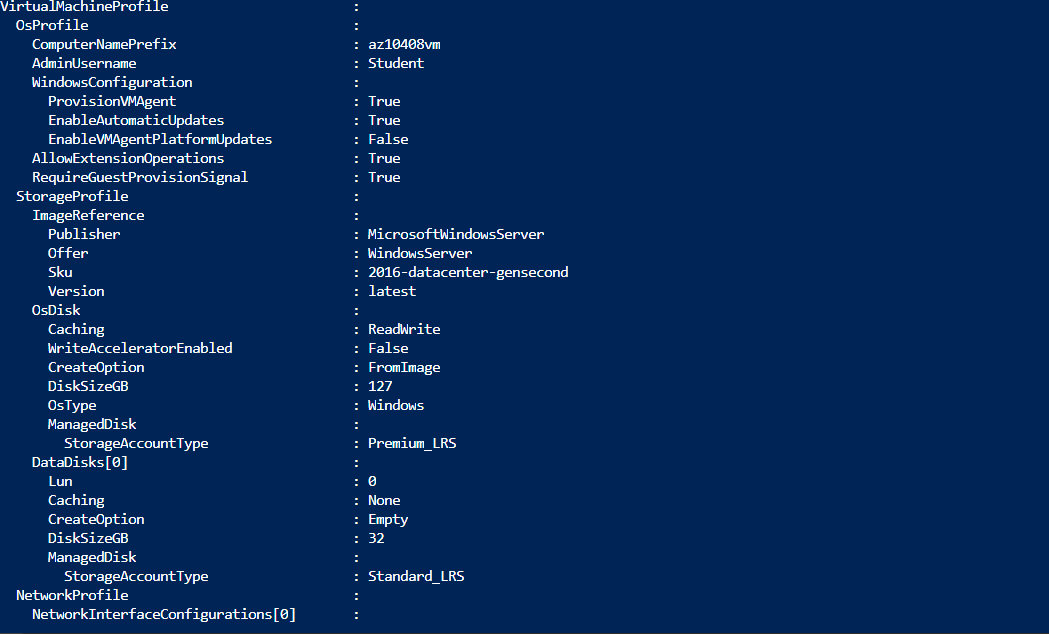 VirtualMachineProfile :
OsProfile :
ComputerNamePrefix : az10408vm
AdminUsername : Student
WindowsConfiguration :
ProvisionVMAgent : True
EnableAutomaticUpdates : True
EnableVMAgentPlatformUpdates : False
AllowExtensionOperations : True
RequireGuestProvisionSignal : True
StorageProfile :
ImageReference :
Publisher : MicrosoftWindowsServer
Offer : WindowsServer
Sku : 2016-datacenter-gensecond
Version : latest
OsDisk :
Caching : ReadWrite
WriteAcceleratorEnabled : False
CreateOption : FromImage
DiskSizeGB : 127
OsType : Windows
ManagedDisk :
StorageAccountType : Premium_LRS
DataDisks[0] :
Lun : 0
Caching : None
CreateOption : Empty
DiskSizeGB : 32
ManagedDisk :
StorageAccountType : Standard_LRS
NetworkProfile :
NetworkInterfaceConfigurations[0] :